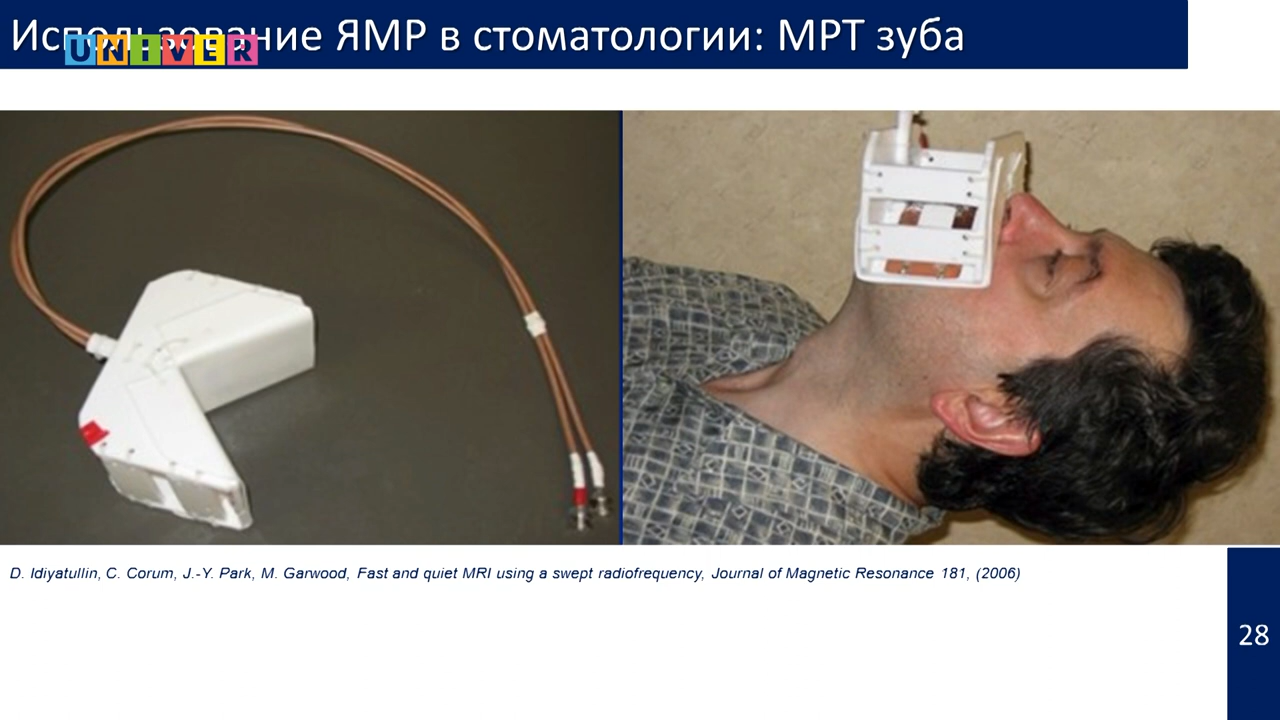 Использование ЯМР в стоматологии: МРТ зуба
UNIVER
D. Idiyatullin, C. Corum, J.-Y. Park, M. Garwood, Fast and quiet MRI using a swept radiofrequency, Journal of Magnetic Resonance 181, (2006)
28